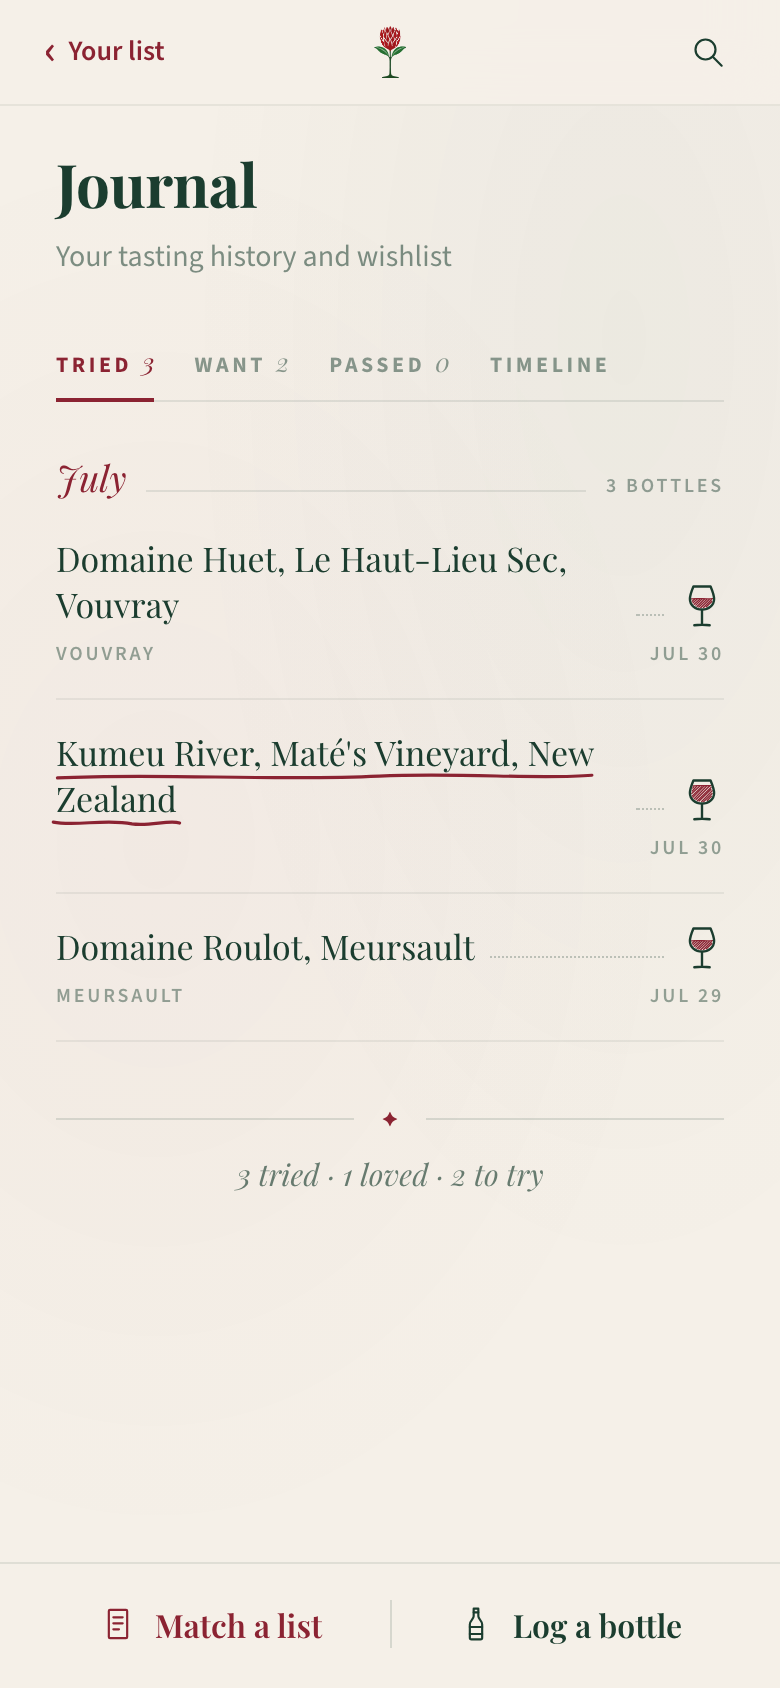 Your list
Journal
Your tasting history and wishlist
TRIED 3 WANT 2 PASSED 0 TIMELINE
July 3 BOTTLES
Domaine Huet, Le Haut-Lieu Sec,
Vouvray
VOUVRAY JUL 30
Kumeu River, Maté's Vineyard, New
Zealand
JUL 30
Domaine Roulot, Meursault
MEURSAULT JUL 29
3 tried · 1 loved · 2 to try
Match a list Log a bottle